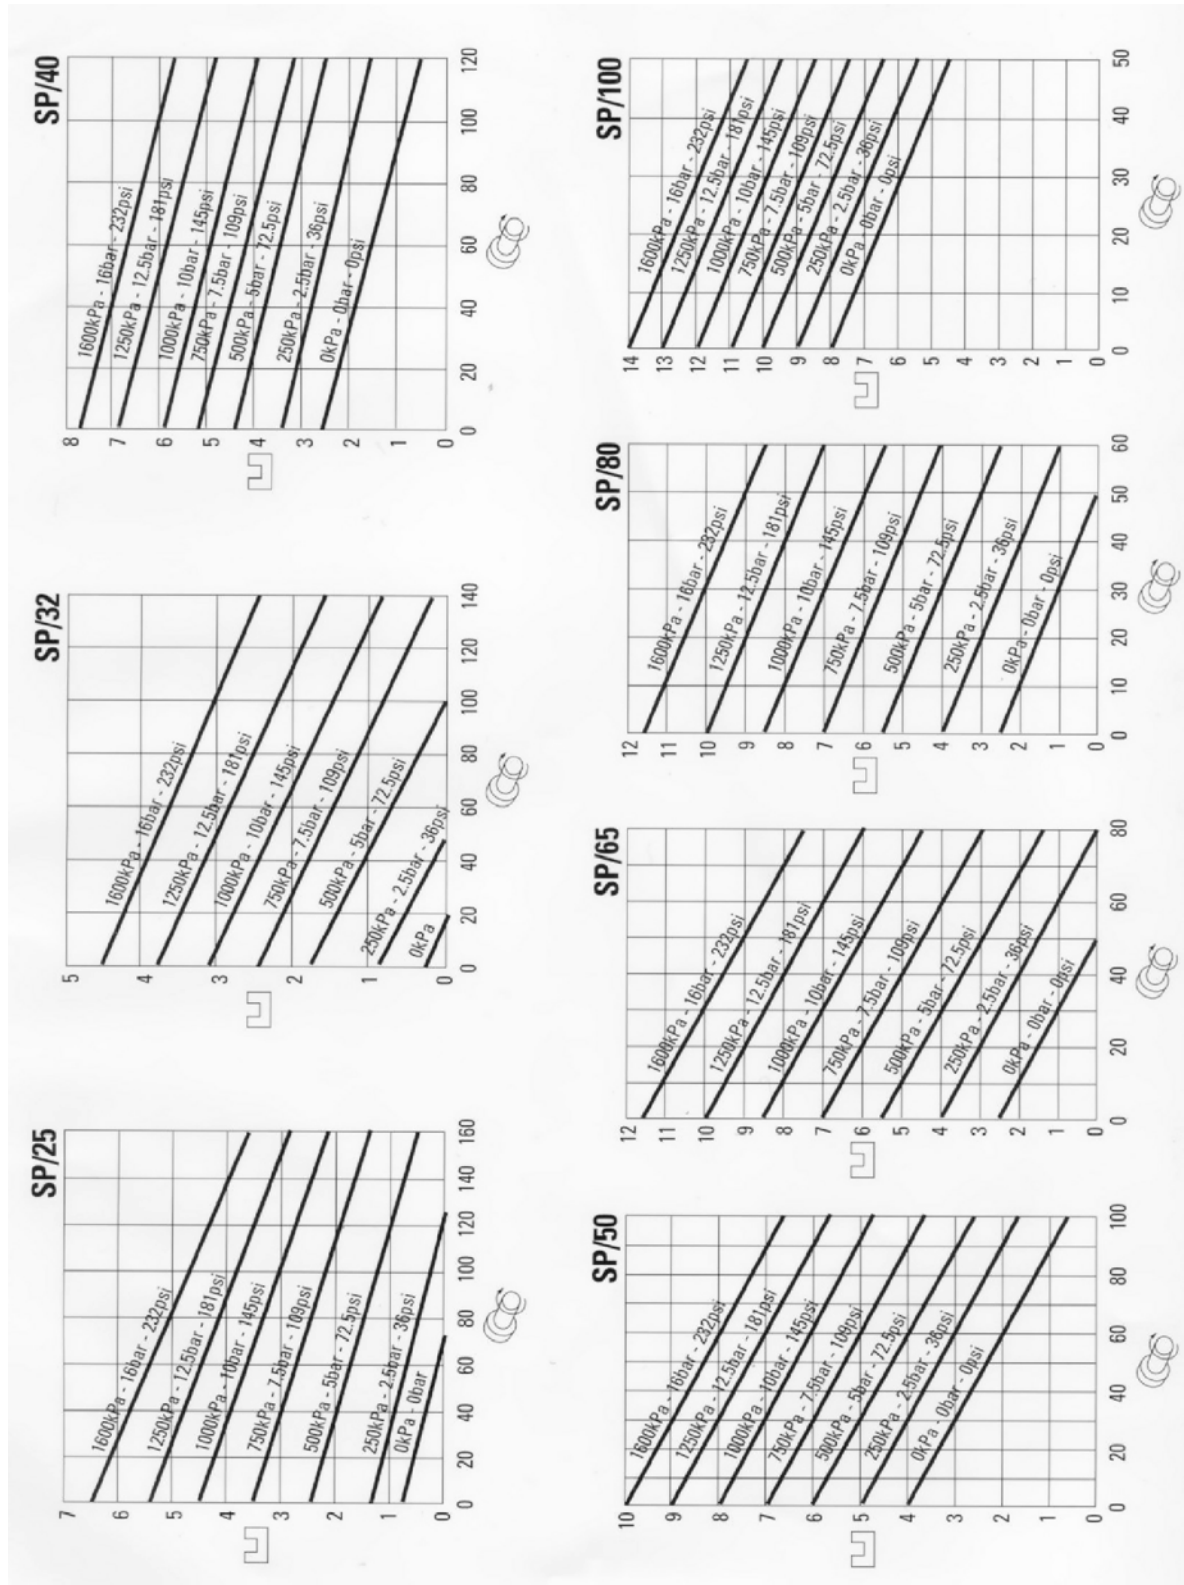 SP/25
7
6
5
4
3
2
1
0
1600kPa - 16bar - 232psi
1250kPa - 12.5bar - 181psi
1000kPa - 10bar - 145psi
750kPa - 7.5bar - 109psi
500kPa - 5bar - 72.5psi
250kPa - 2.5bar - 36psi
0kPa - 0bar
0 20 40 60 80 100 120 140 160
SP/32
5
4
3
2
1
0
1600kPa - 16bar - 232psi
1250kPa - 12.5bar - 181psi
1000kPa - 10bar - 145psi
750kPa - 7.5bar - 109psi
500kPa - 5bar - 72.5psi
250kPa - 2.5bar - 36psi
0kPa
0 20 40 60 80 100 120 140
SP/40
8
7
6
5
4
3
2
1
0
1600kPa - 16bar - 232psi
1250kPa - 12.5bar - 181psi
1000kPa - 10bar - 145psi
750kPa - 7.5bar - 109psi
500kPa - 5bar - 72.5psi
250kPa - 2.5bar - 36psi
0kPa - 0bar - 0psi
0 20 40 60 80 100 120
SP/50
10
9
8
7
6
5
4
3
2
1
0
1600kPa - 16bar - 232psi
1250kPa - 12.5bar - 181psi
1000kPa - 10bar - 145psi
750kPa - 7.5bar - 109psi
500kPa - 5bar - 72.5psi
250kPa - 2.5bar - 36psi
0kPa - 0bar - 0psi
0 20 40 60 80 100
SP/65
12
11
10
9
8
7
6
5
4
3
2
1
0
1600kPa - 16bar - 232psi
1250kPa - 12.5bar - 181psi
1000kPa - 10bar - 145psi
750kPa - 7.5bar - 109psi
500kPa - 5bar - 72.5psi
250kPa - 2.5bar - 36psi
0kPa - 0bar - 0psi
0 20 40 60 80
SP/80
12
11
10
9
8
7
6
5
4
3
2
1
0
1600kPa - 16bar - 232psi
1250kPa - 12.5bar - 181psi
1000kPa - 10bar - 145psi
750kPa - 7.5bar - 109psi
500kPa - 5bar - 72.5psi
250kPa - 2.5bar - 36psi
0kPa - 0bar - 0psi
0 10 20 30 40 50 60
SP/100
14
13
12
11
10
9
8
7
6
5
4
3
2
1
0
1600kPa - 16bar - 232psi
1250kPa - 12.5bar - 181psi
1000kPa - 10bar - 145psi
750kPa - 7.5bar - 109psi
500kPa - 5bar - 72.5psi
250kPa - 2.5bar - 36psi
0kPa - 0bar - 0psi
0 10 20 30 40 50